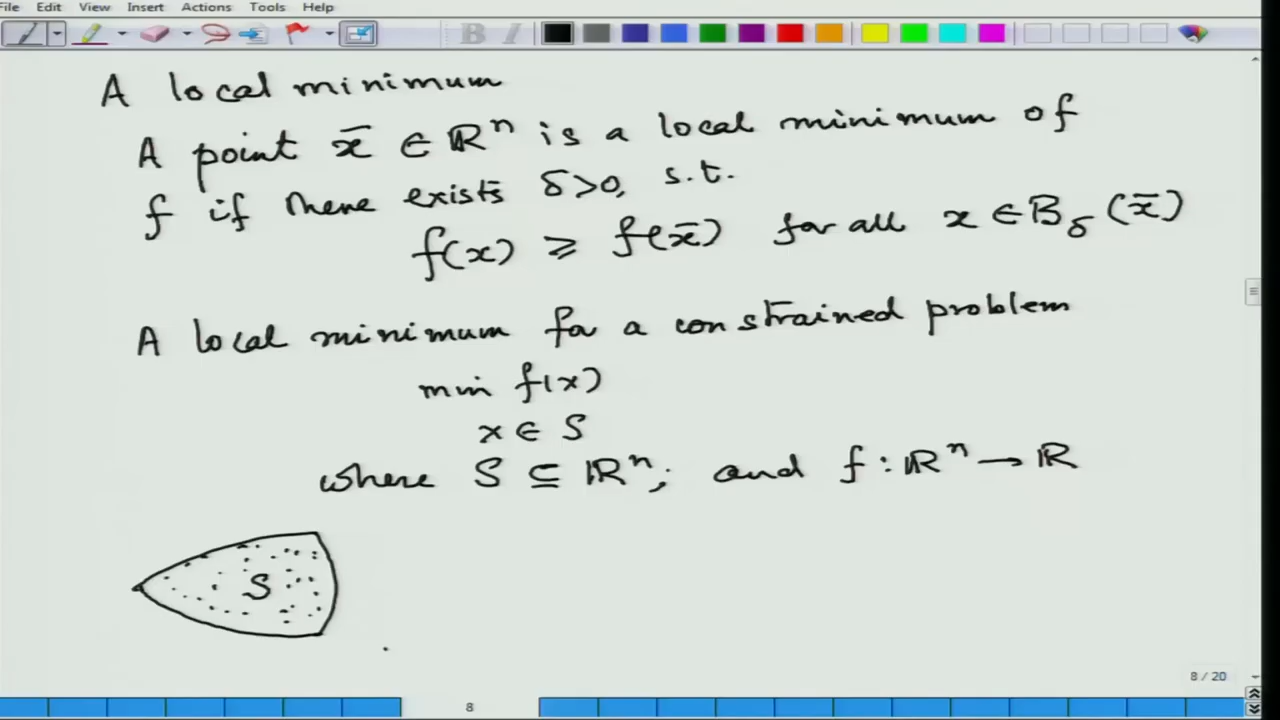 File Edit View Insert Actions Tools Help
A local minimum
A point x̄ ∈ ℝⁿ is a local minimum of
f if there exists δ>0, s.t.
f(x) ≥ f(x̄) for all x ∈ B_δ(x̄)
A local minimum for a constrained problem
min f(x)
x ∈ S
where S ⊆ ℝⁿ; and f : ℝⁿ → ℝ
S
8 / 20
8